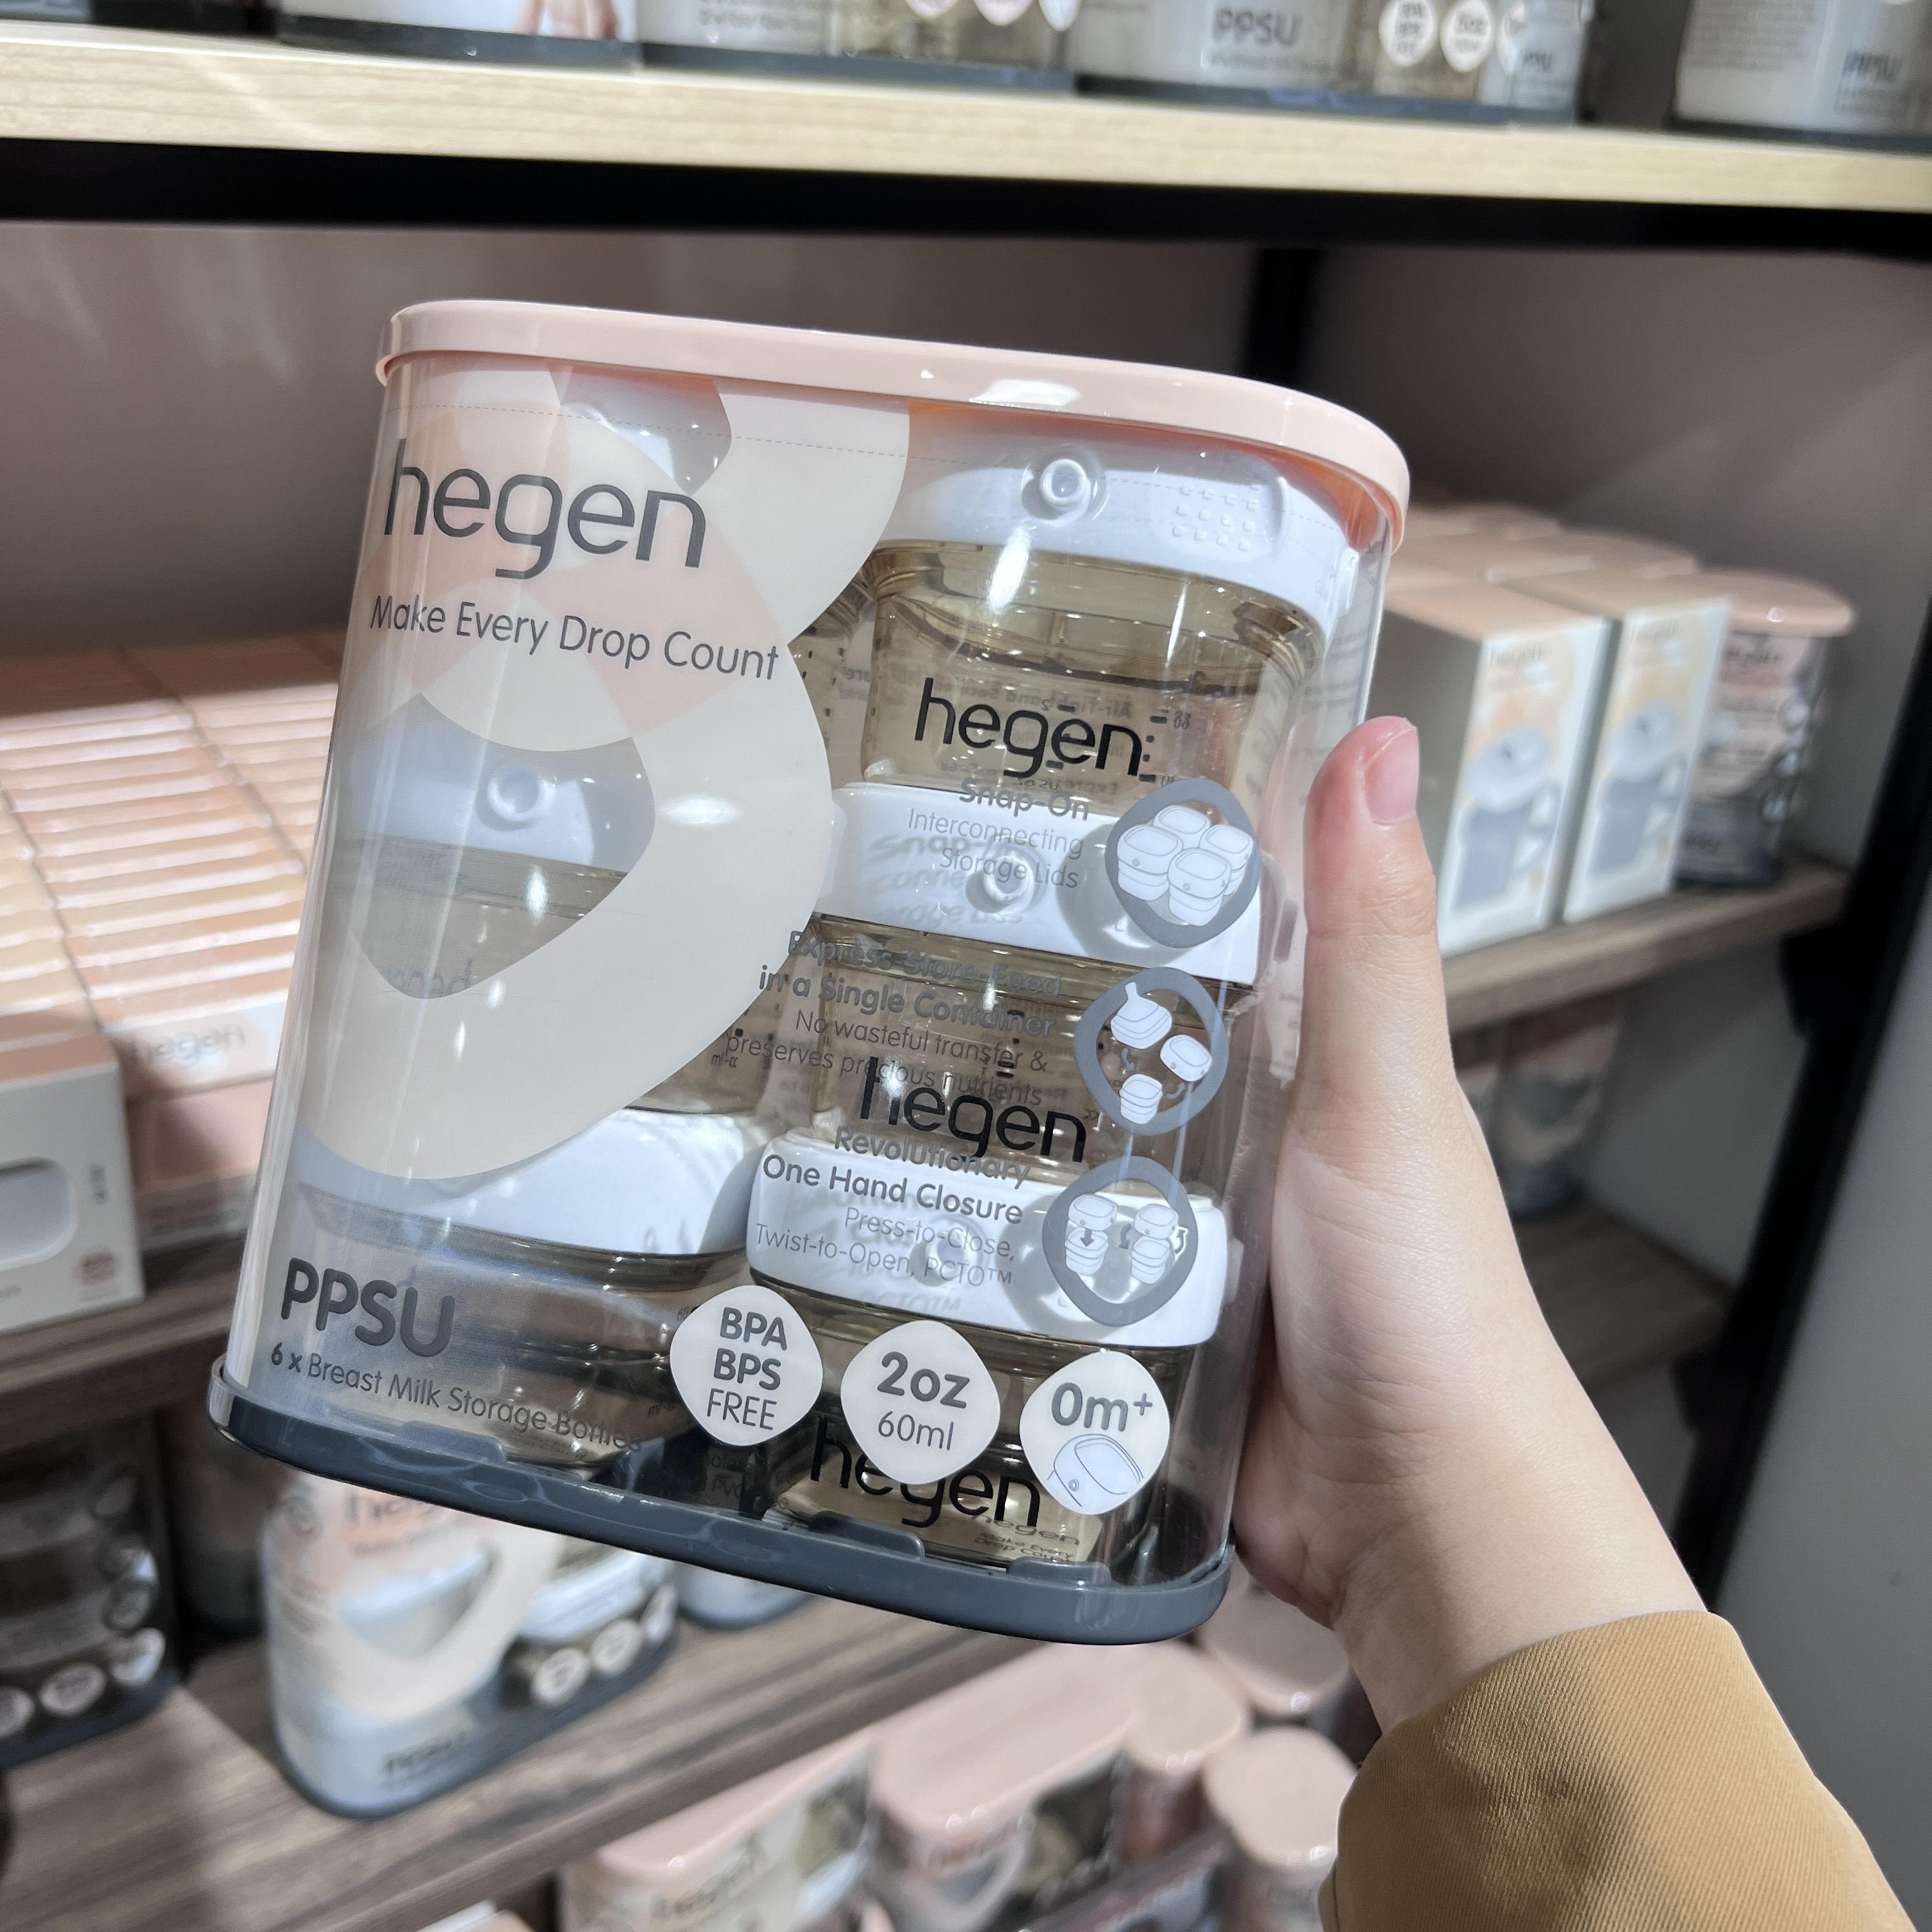 hegen
Make Every Drop Count
hegen
Snap-On
Interconnecting
Storage Lids
Express-Store-Feed
in a Single Container
No wasteful transfer &
preserves precious nutrients
hegen
Revolutionary
One Hand Closure
Press-to-Close,
Twist-to-Open, PCTO™
PPSU
6 x Breast Milk Storage Bottles
BPA
BPS
FREE
2oz
60ml
0m+
hegen
PPSU
hegen